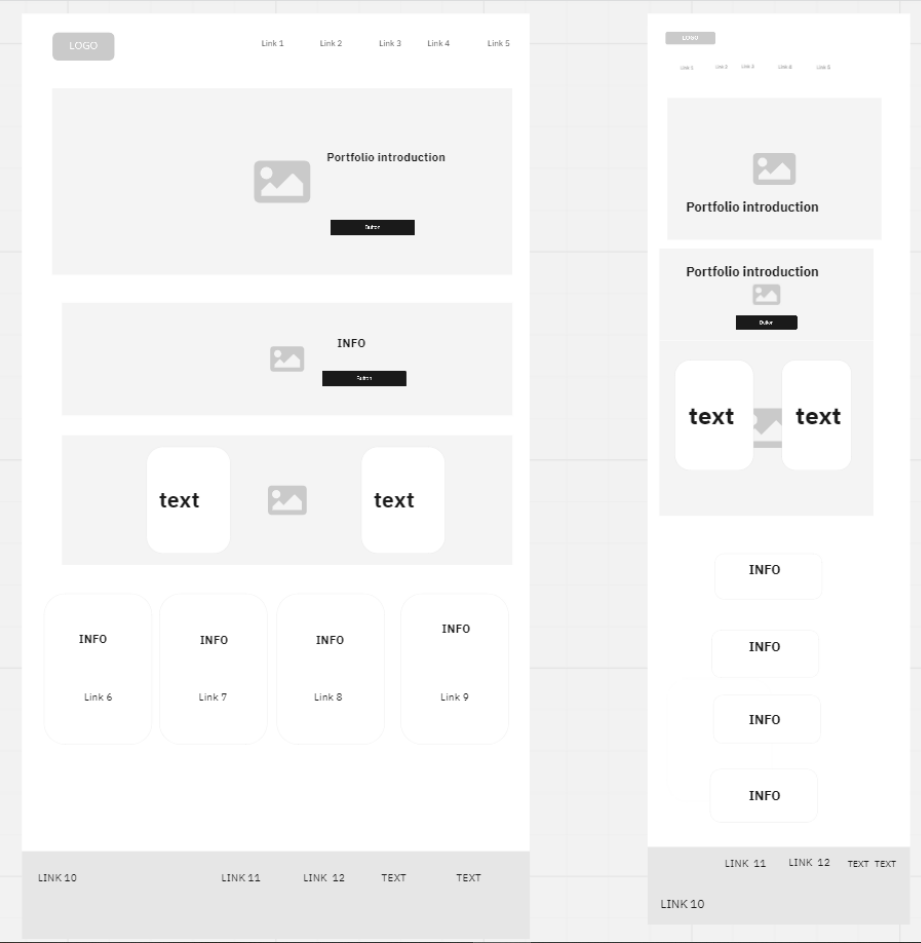 LOGO
Link 1 Link 2 Link 3 Link 4 Link 5
Portfolio introduction
Button
INFO
Button
text text
INFO INFO INFO INFO
Link 6 Link 7 Link 8 Link 9
LINK 10 LINK 11 LINK 12 TEXT TEXT
LOGO
Link 1 Link 2 Link 3 Link 4 Link 5
Portfolio introduction
Portfolio introduction
Button
text text
INFO
INFO
INFO
INFO
LINK 11 LINK 12 TEXT TEXT
LINK 10